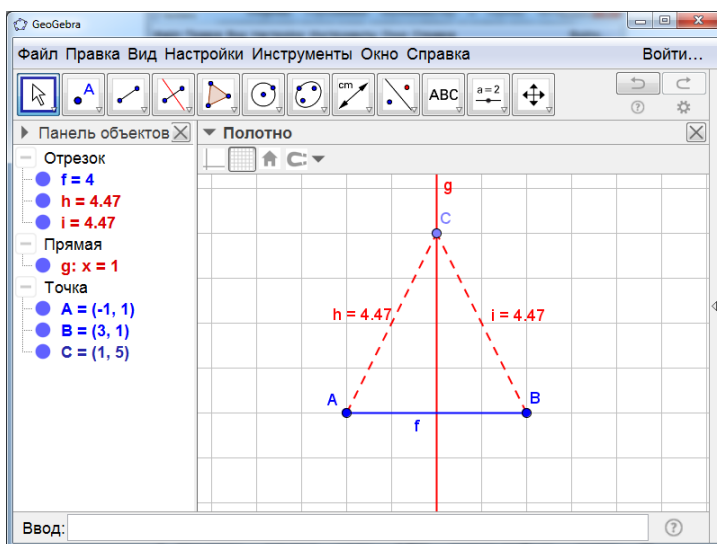 GeoGebra
Файл Правка Вид Настройки Инструменты Окно Справка Войти...
A cm ABC a=2
Панель объектов Полотно
Отрезок
f = 4
h = 4.47
i = 4.47
Прямая
g: x = 1
Точка
A = (-1, 1)
B = (3, 1)
C = (1, 5)
g
C
h = 4.47 i = 4.47
A B
f
Ввод: